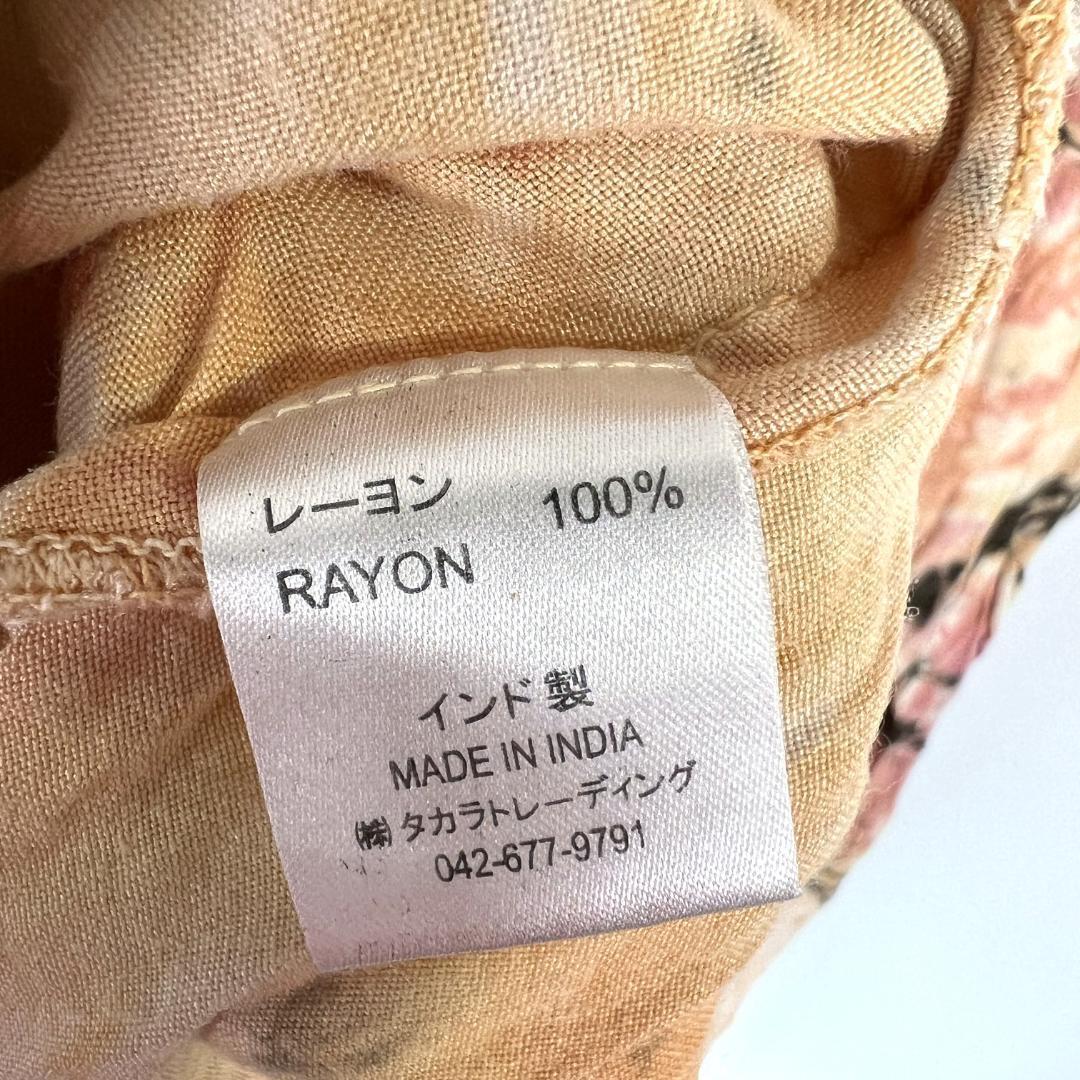 レーヨン 100%
RAYON
インド製
MADE IN INDIA
㈱タカラトレーディング
042-677-9791